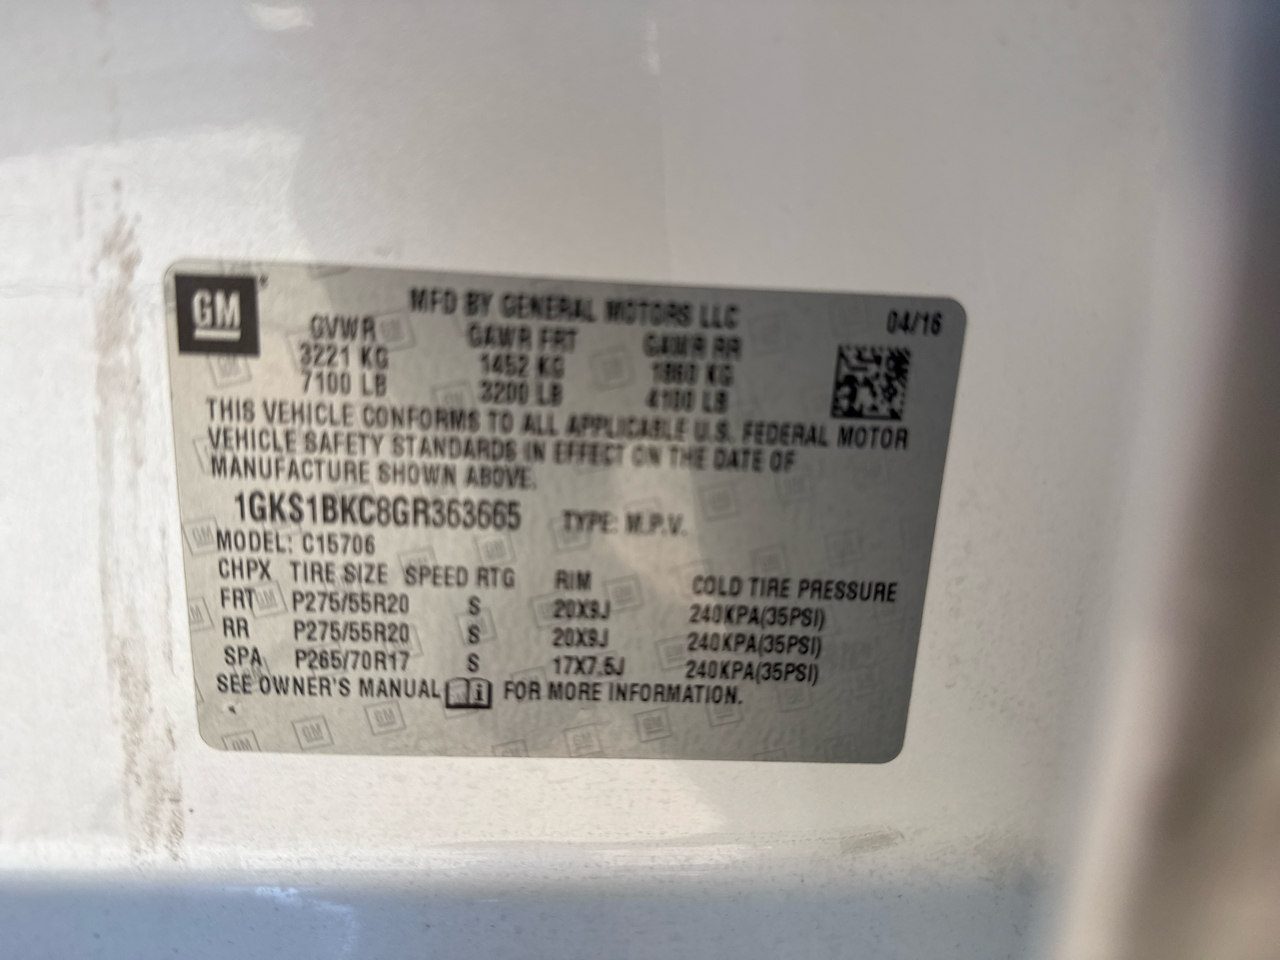 GM
MFD BY GENERAL MOTORS LLC 04/16
GVWR GAWR FRT GAWR RR
3221 KG 1452 KG 1860 KG
7100 LB 3200 LB 4100 LB
THIS VEHICLE CONFORMS TO ALL APPLICABLE U.S. FEDERAL MOTOR
VEHICLE SAFETY STANDARDS IN EFFECT ON THE DATE OF
MANUFACTURE SHOWN ABOVE.
1GKS1BKC8GR363665 TYPE: M.P.V.
MODEL: C15706
CHPX TIRE SIZE SPEED RTG RIM COLD TIRE PRESSURE
FRT P275/55R20 S 20X9J 240KPA(35PSI)
RR P275/55R20 S 20X9J 240KPA(35PSI)
SPA P265/70R17 S 17X7.5J 240KPA(35PSI)
SEE OWNER'S MANUAL FOR MORE INFORMATION.